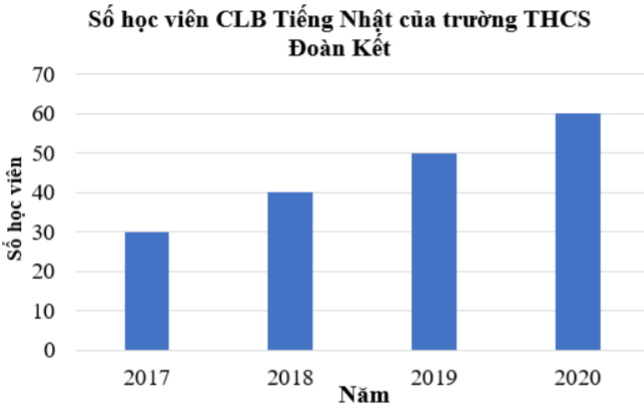 Số học viên CLB Tiếng Nhật của trường THCS
Đoàn Kết
Số học viên
70
60
50
40
30
20
10
0
2017 2018 2019 2020
Năm